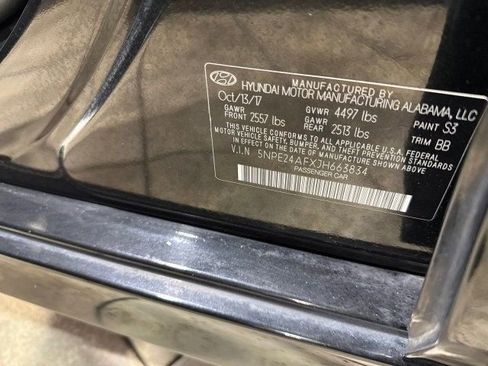 MANUFACTURED BY
HYUNDAI MOTOR MANUFACTURING ALABAMA, LLC
Oct/13/17 GVWR 4497 lbs PAINT S3
GAWR FRONT 2557 lbs GAWR REAR 2513 lbs TRIM BB
THIS VEHICLE CONFORMS TO ALL APPLICABLE U.S.A. FEDERAL
MOTOR VEHICLE SAFETY, BUMPER, AND THEFT PREVENTION STANDARDS
IN EFFECT ON THE DATE OF MANUFACTURE SHOWN ABOVE
V.I.N 5NPE24AFXJH663834
PASSENGER CAR